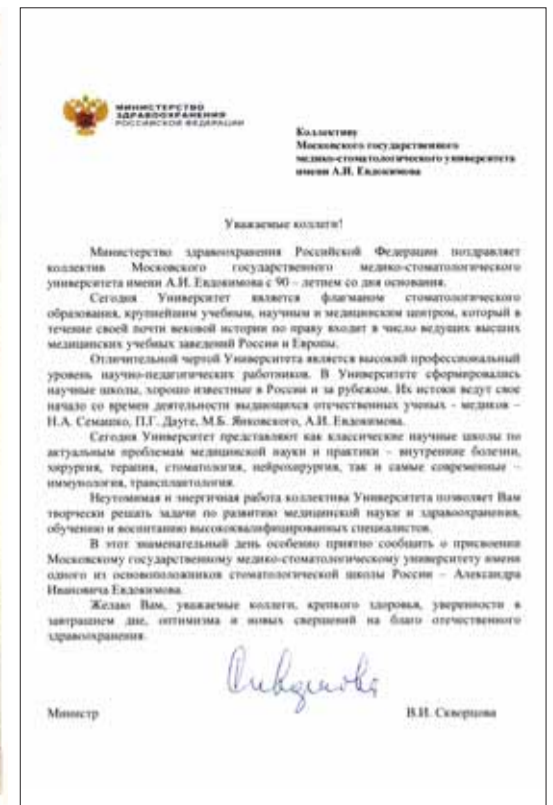 МИНИСТЕРСТВО
ЗДРАВООХРАНЕНИЯ
РОССИЙСКОЙ ФЕДЕРАЦИИ
Коллективу
Московского государственного
медико-стоматологического университета
имени А.И. Евдокимова
Уважаемые коллеги!
Министерство здравоохранения Российской Федерации поздравляет
коллектив Московского государственного медико-стоматологического
университета имени А.И. Евдокимова с 90 – летием со дня основания.
Сегодня Университет является флагманом стоматологического
образования, крупнейшим учебным, научным и медицинским центром, который в
течение своей почти вековой истории по праву входит в число ведущих высших
медицинских учебных заведений России и Европы.
Отличительной чертой Университета является высокий профессиональный
уровень научно-педагогических работников. В Университете сформировались
научные школы, хорошо известные в России и за рубежом. Их истоки ведут свое
начало со времен деятельности выдающихся отечественных ученых - медиков –
Н.А. Семашко, П.Г. Дауге, М.Б. Янковского, А.И. Евдокимова.
Сегодня Университет представляют как классические научные школы по
актуальным проблемам медицинской науки и практики – внутренние болезни,
хирургия, терапия, стоматология, нейрохирургия, так и самые современные –
иммунология, трансплантология.
Неутомимая и энергичная работа коллектива Университета позволяет Вам
творчески решать задачи по развитию медицинской науки и здравоохранения,
обучению и воспитанию высококвалифицированных специалистов.
В этот знаменательный день особенно приятно сообщить о присвоении
Московскому государственному медико-стоматологическому университету имени
одного из основоположников стоматологической школы России – Александра
Ивановича Евдокимова.
Желаю Вам, уважаемые коллеги, крепкого здоровья, уверенности в
завтрашнем дне, оптимизма и новых свершений на благо отечественного
здравоохранения.
Министр В.И. Скворцова